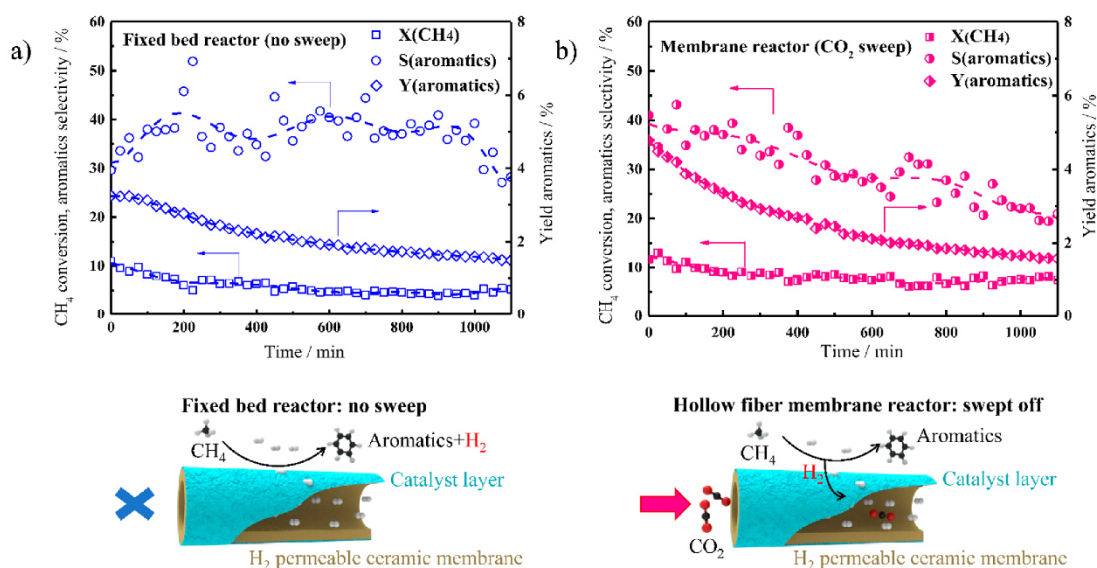 a)
CH4 conversion, aromatics selectivity / %
60
50
40
30
20
10
0
Fixed bed reactor (no sweep)
X(CH4)
S(aromatics)
Y(aromatics)
8
6
4
2
0
Yield aromatics / %
0 200 400 600 800 1000
Time / min
b)
CH4 conversion, aromatics selectivity / %
60
50
40
30
20
10
0
Membrane reactor (CO2 sweep)
X(CH4)
S(aromatics)
Y(aromatics)
8
6
4
2
0
Yield aromatics / %
0 200 400 600 800 1000
Time / min
Fixed bed reactor: no sweep
CH4
Aromatics+H2
Catalyst layer
H2 permeable ceramic membrane
Hollow fiber membrane reactor: swept off
CH4
Aromatics
H2
Catalyst layer
CO2
H2 permeable ceramic membrane